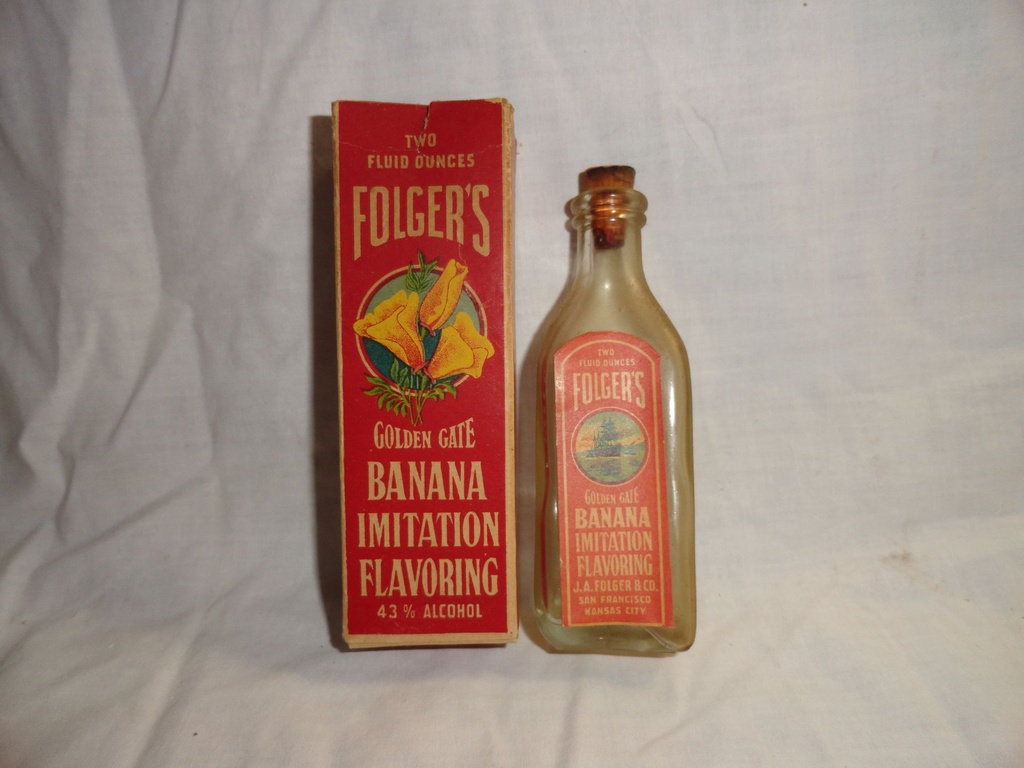 TWO
FLUID OUNCES
FOLGER'S
GOLDEN GATE
BANANA
IMITATION
FLAVORING
43% ALCOHOL
TWO
FLUID OUNCES
FOLGER'S
GOLDEN GATE
BANANA
IMITATION
FLAVORING
J.A. FOLGER & CO.
SAN FRANCISCO
KANSAS CITY